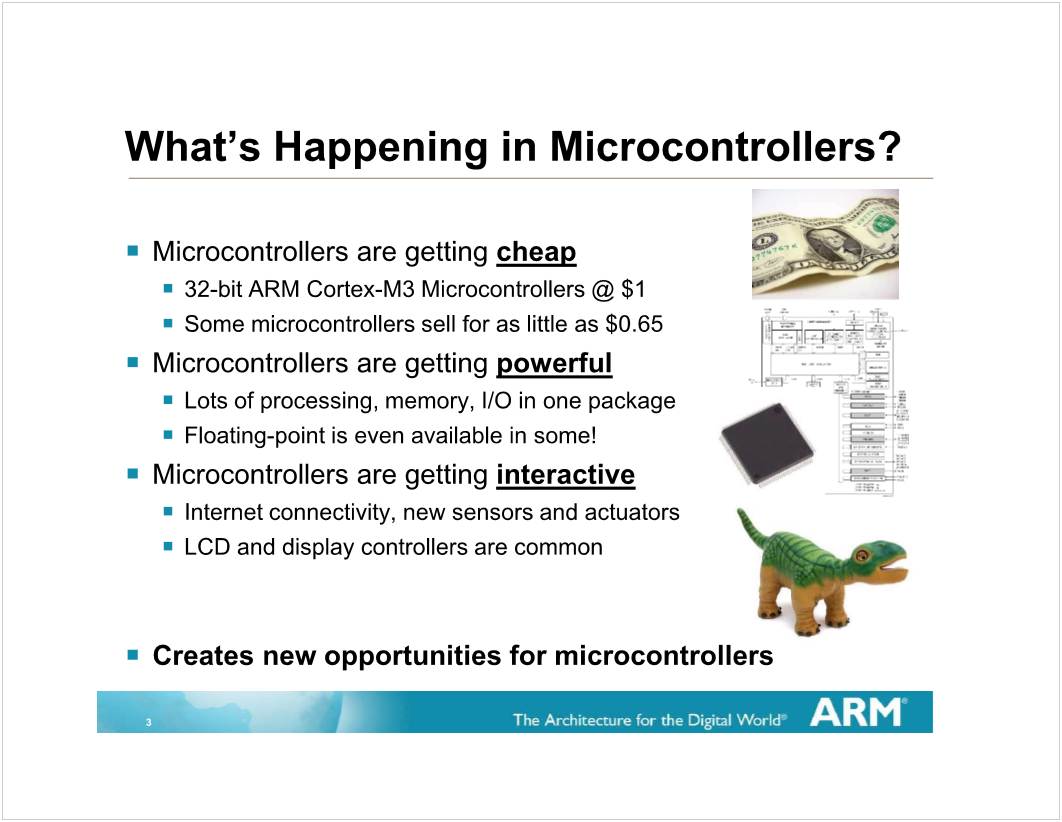 What's Happening in Microcontrollers?
Microcontrollers are getting cheap
32-bit ARM Cortex-M3 Microcontrollers @ $1
Some microcontrollers sell for as little as $0.65
Microcontrollers are getting powerful
Lots of processing, memory, I/O in one package
Floating-point is even available in some!
Microcontrollers are getting interactive
Internet connectivity, new sensors and actuators
LCD and display controllers are common
Creates new opportunities for microcontrollers
3
The Architecture for the Digital World®
ARM®